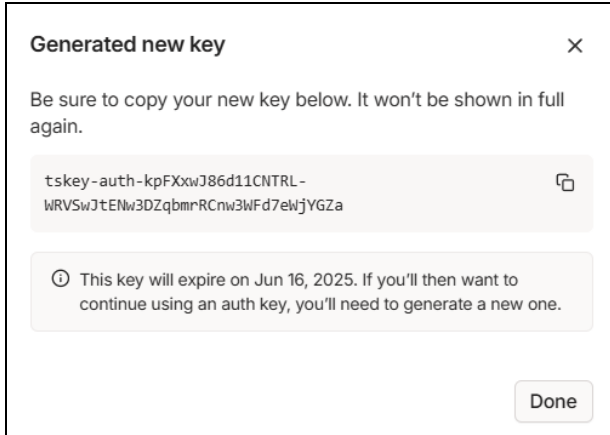 Generated new key
Be sure to copy your new key below. It won't be shown in full
again.
tskey-auth-kpFXxwJ86d11CNTRL-
WRVSwJtENw3DZqbmrRCnw3WFd7eWjYGZa
This key will expire on Jun 16, 2025. If you'll then want to
continue using an auth key, you'll need to generate a new one.
Done